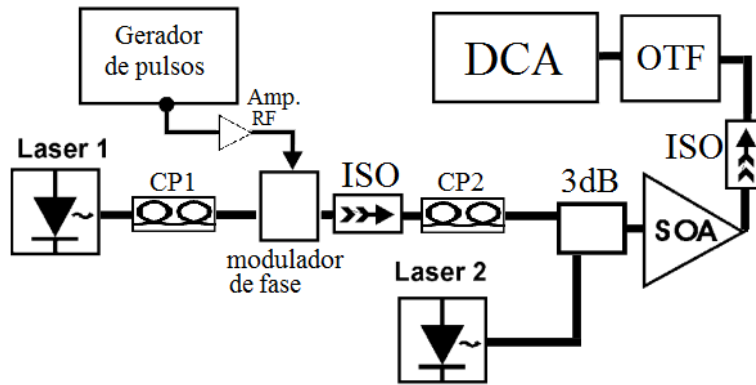 Gerador
de pulsos
Amp.
RF
DCA
OTF
ISO
Laser 1
CP1
ISO
CP2
3dB
SOA
modulador
de fase
Laser 2